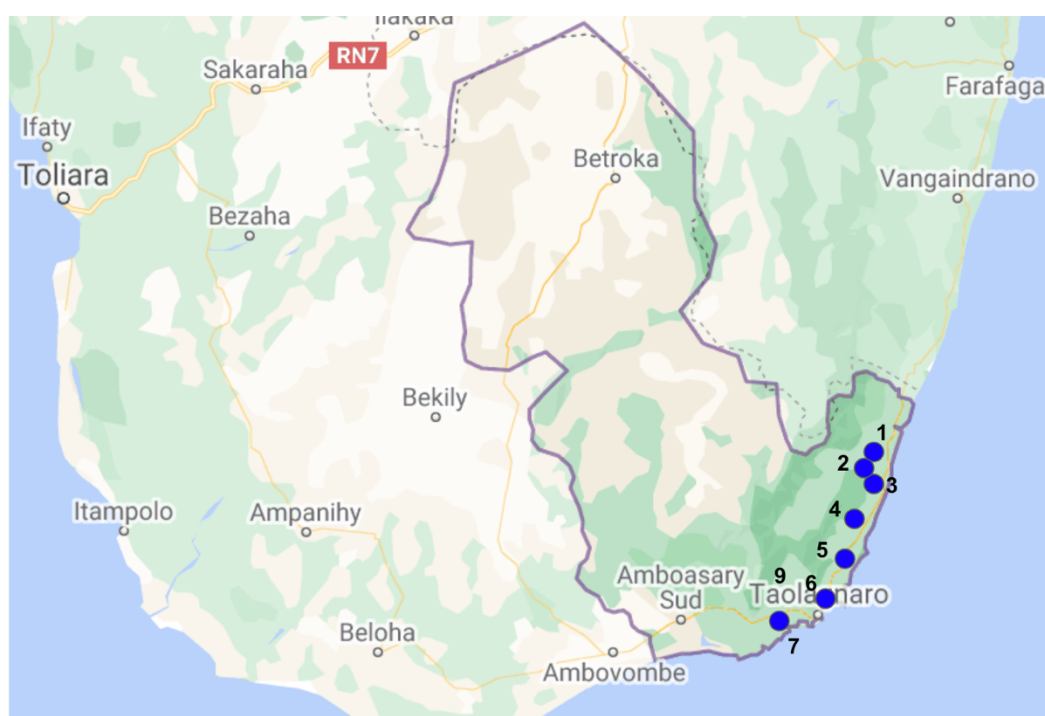 Ilakaka
RN7
Sakaraha
Farafaga
Ifaty
Betroka
Toliara
Vangaindrano
Bezaha
Bekily
1
2
3
4
Itampolo
Ampanihy
5
Amboasary
Sud
9
6
Taolagnaro
Beloha
7
Ambovombe